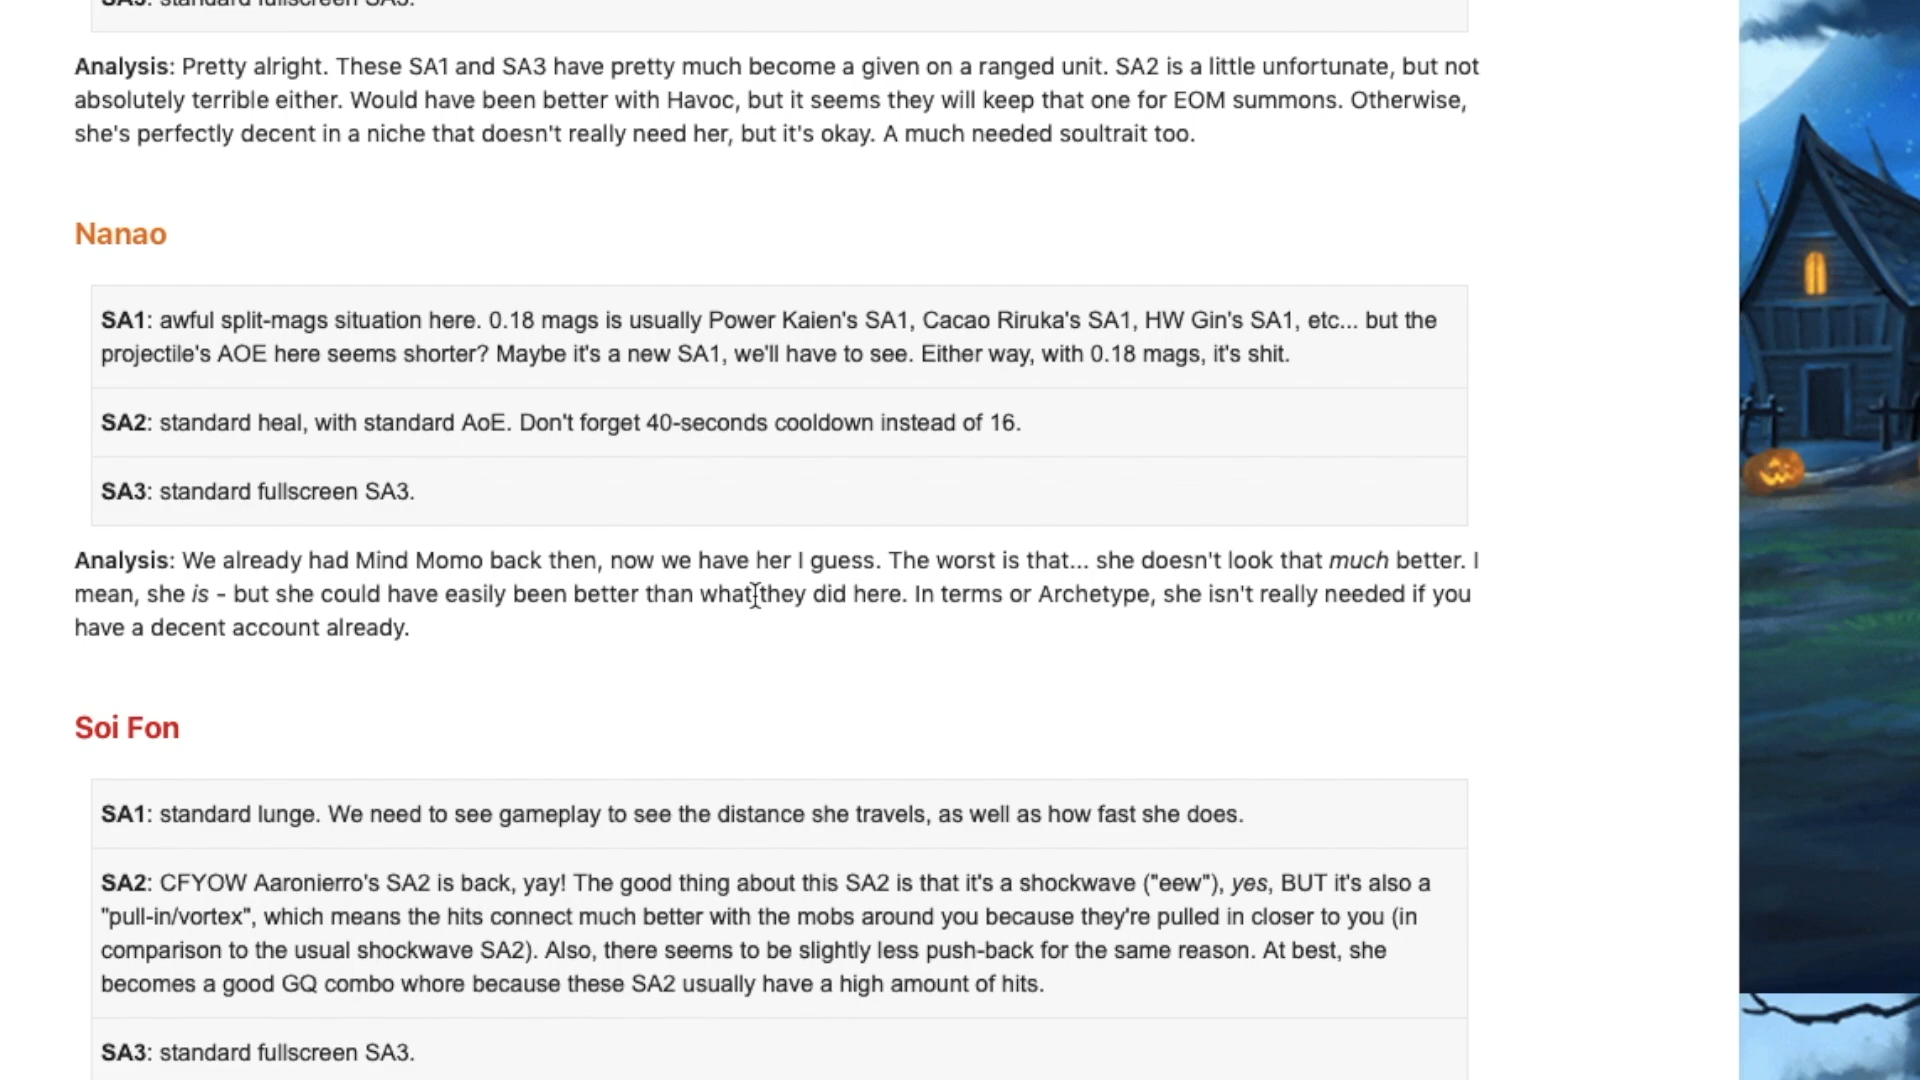 SA3: standard fullscreen SA3.
Analysis: Pretty alright. These SA1 and SA3 have pretty much become a given on a ranged unit. SA2 is a little unfortunate, but not
absolutely terrible either. Would have been better with Havoc, but it seems they will keep that one for EOM summons. Otherwise,
she's perfectly decent in a niche that doesn't really need her, but it's okay. A much needed soultrait too.
Nanao
SA1: awful split-mags situation here. 0.18 mags is usually Power Kaien's SA1, Cacao Riruka's SA1, HW Gin's SA1, etc... but the
projectile's AOE here seems shorter? Maybe it's a new SA1, we'll have to see. Either way, with 0.18 mags, it's shit.
SA2: standard heal, with standard AoE. Don't forget 40-seconds cooldown instead of 16.
SA3: standard fullscreen SA3.
Analysis: We already had Mind Momo back then, now we have her I guess. The worst is that... she doesn't look that much better. I
mean, she is - but she could have easily been better than what they did here. In terms or Archetype, she isn't really needed if you
have a decent account already.
Soi Fon
SA1: standard lunge. We need to see gameplay to see the distance she travels, as well as how fast she does.
SA2: CFYOW Aaronierro's SA2 is back, yay! The good thing about this SA2 is that it's a shockwave ("eew"), yes, BUT it's also a
"pull-in/vortex", which means the hits connect much better with the mobs around you because they're pulled in closer to you (in
comparison to the usual shockwave SA2). Also, there seems to be slightly less push-back for the same reason. At best, she
becomes a good GQ combo whore because these SA2 usually have a high amount of hits.
SA3: standard fullscreen SA3.